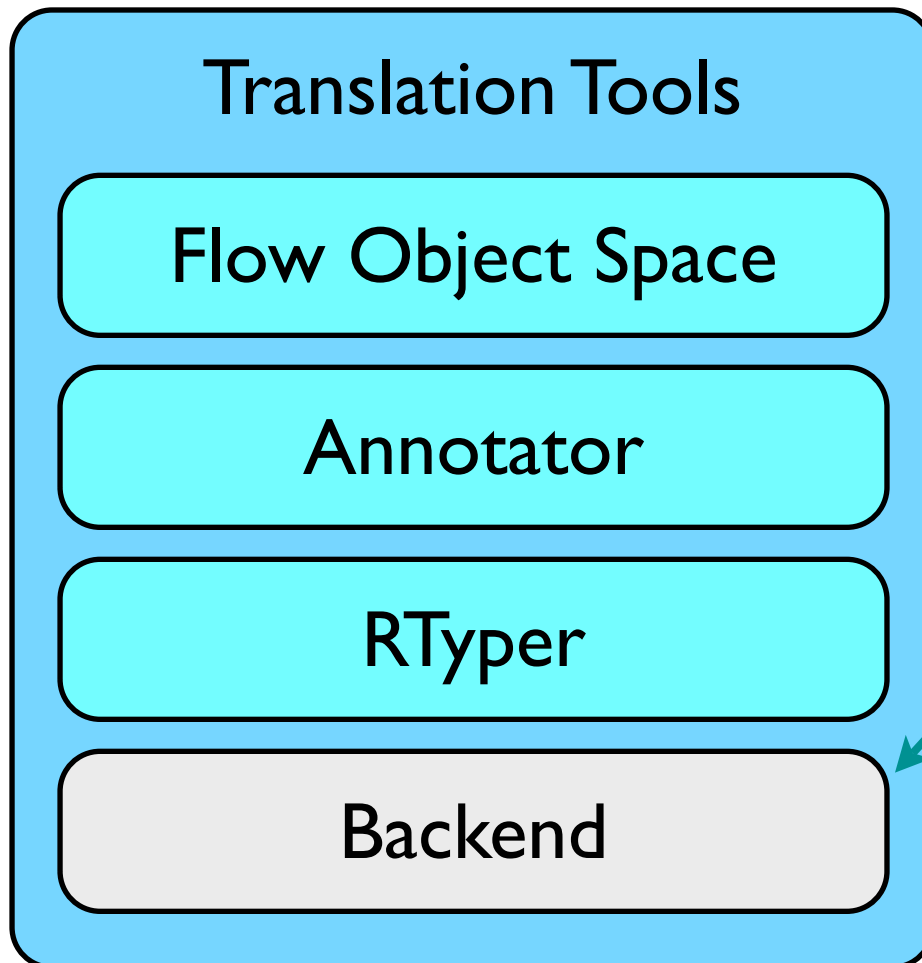 Translation Tools
Flow Object Space
Annotator
RTyper
Backend